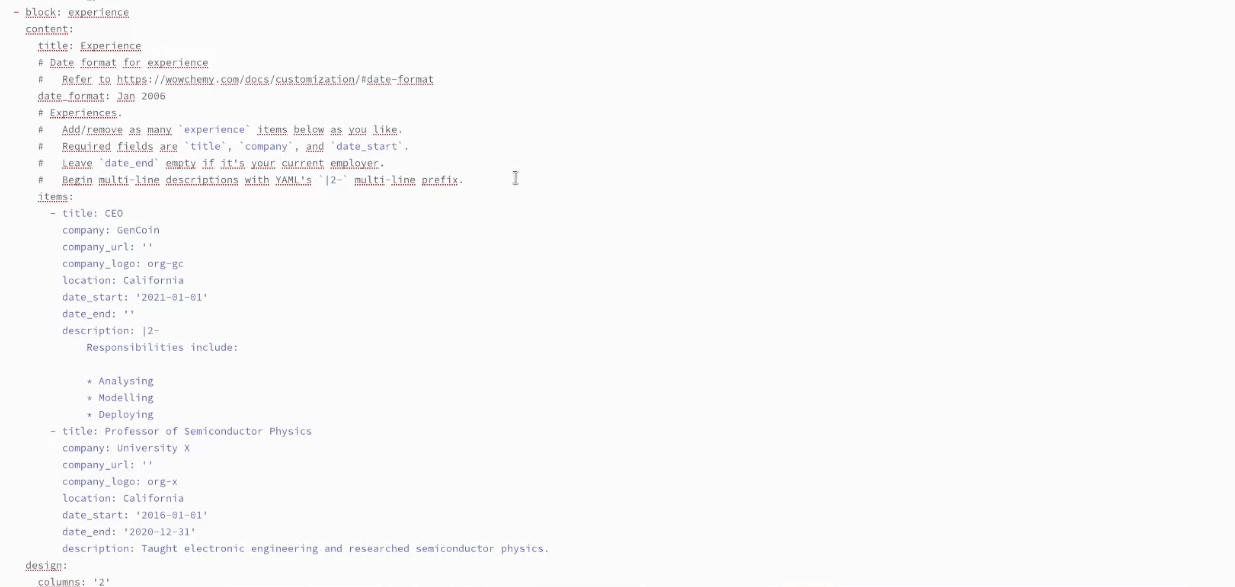 - block: experience
content:
title: Experience
# Date format for experience
# Refer to https://wowchemy.com/docs/customization/#date-format
date_format: Jan 2006
# Experiences.
# Add/remove as many `experience` items below as you like.
# Required fields are `title`, `company`, and `date_start`.
# Leave `date_end` empty if it's your current employer.
# Begin multi-line descriptions with YAML's `|2-` multi-line prefix.
items:
- title: CEO
company: GenCoin
company_url: ''
company_logo: org-gc
location: California
date_start: '2021-01-01'
date_end: ''
description: |2-
Responsibilities include:
* Analysing
* Modelling
* Deploying
- title: Professor of Semiconductor Physics
company: University X
company_url: ''
company_logo: org-x
location: California
date_start: '2016-01-01'
date_end: '2020-12-31'
description: Taught electronic engineering and researched semiconductor physics.
design:
columns: '2'